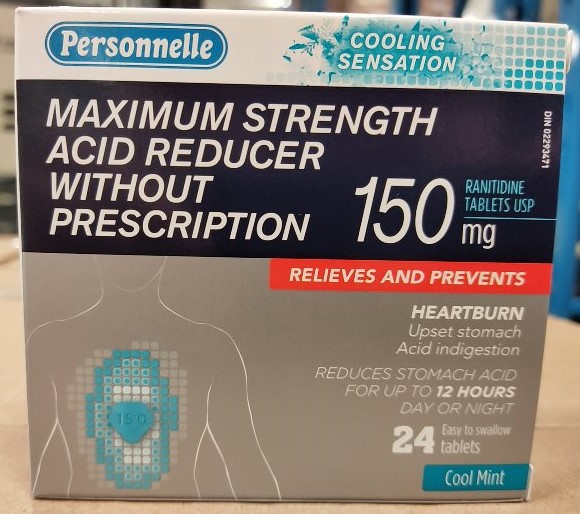 Personnelle
COOLING
SENSATION
MAXIMUM STRENGTH
ACID REDUCER
WITHOUT
PRESCRIPTION
150 mg
RANITIDINE
TABLETS USP
DIN 02293471
RELIEVES AND PREVENTS
HEARTBURN
Upset stomach
Acid indigestion
REDUCES STOMACH ACID
FOR UP TO 12 HOURS
DAY OR NIGHT
24 Easy to swallow
tablets
150
Cool Mint